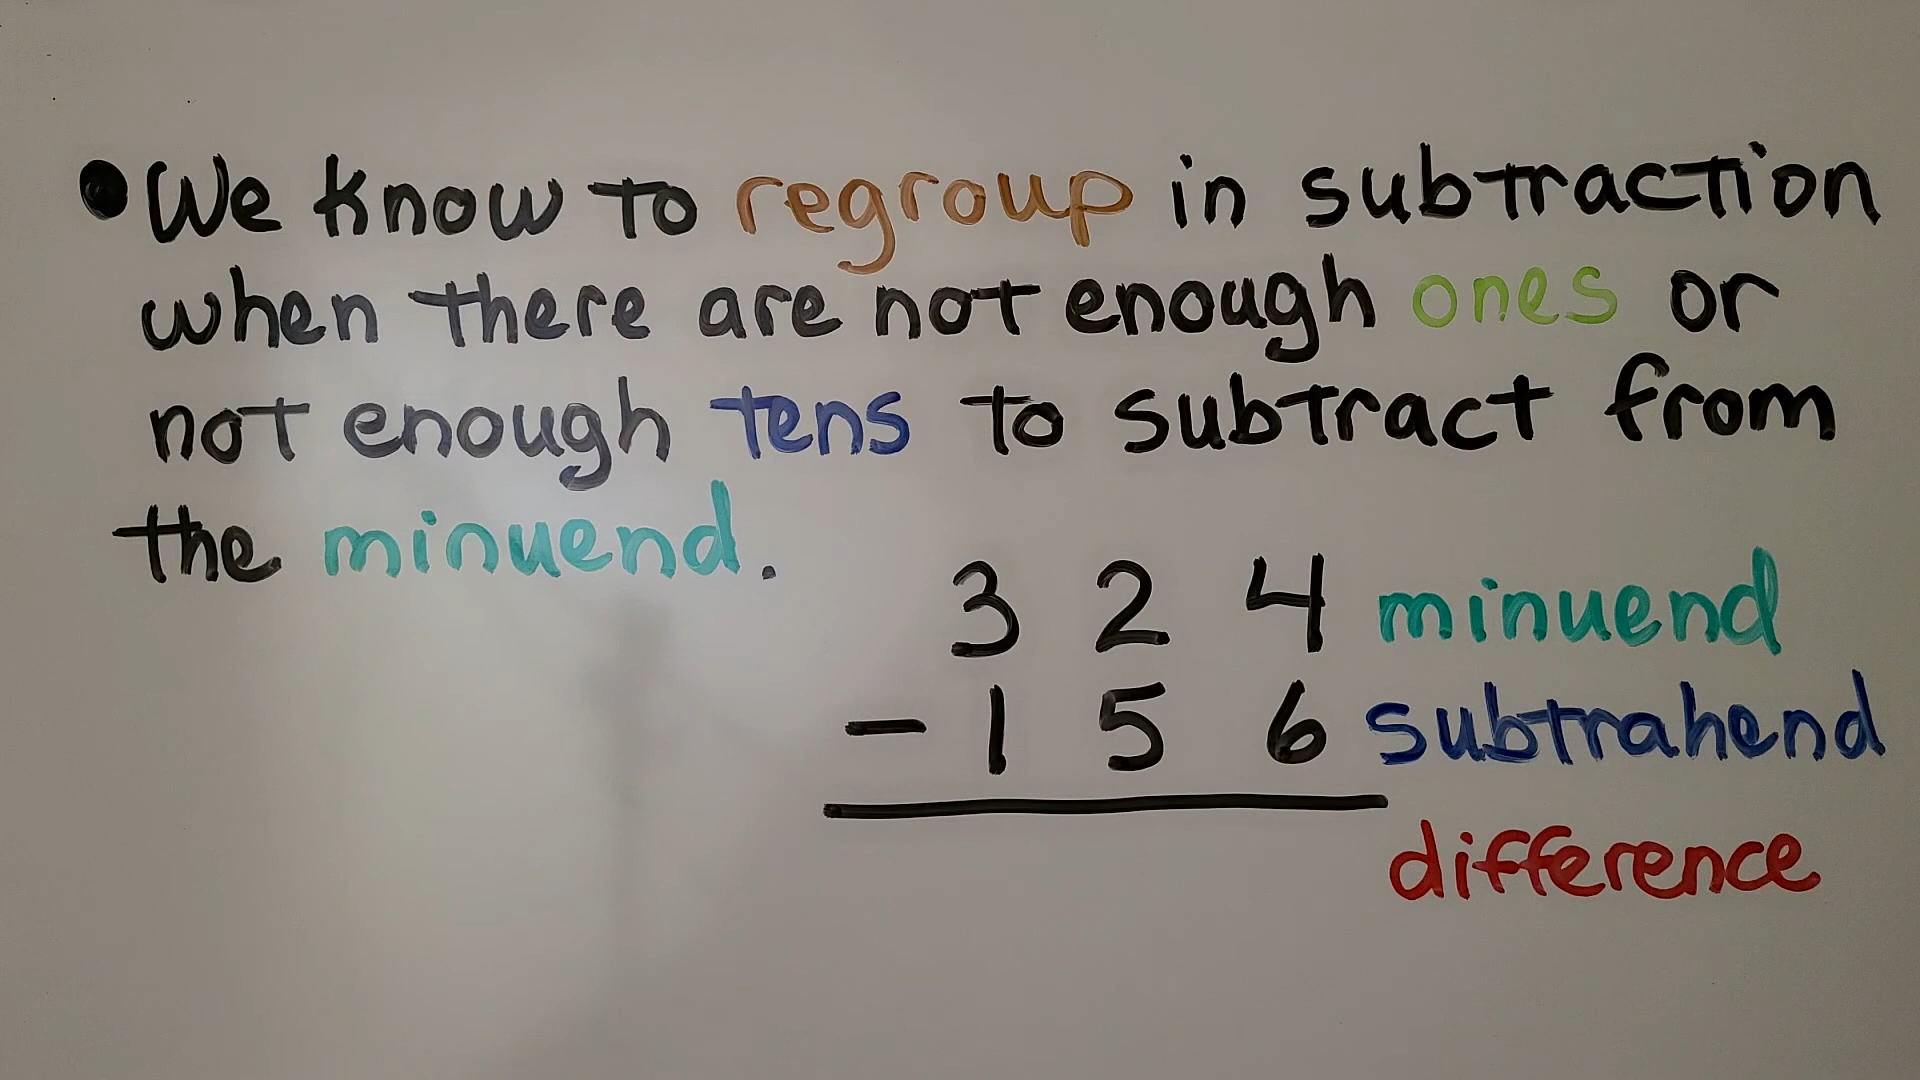 •We know to regroup in subtraction
when there are not enough ones or
not enough tens to subtract from
the minuend.
3 2 4 minuend
- 1 5 6 subtrahend
difference